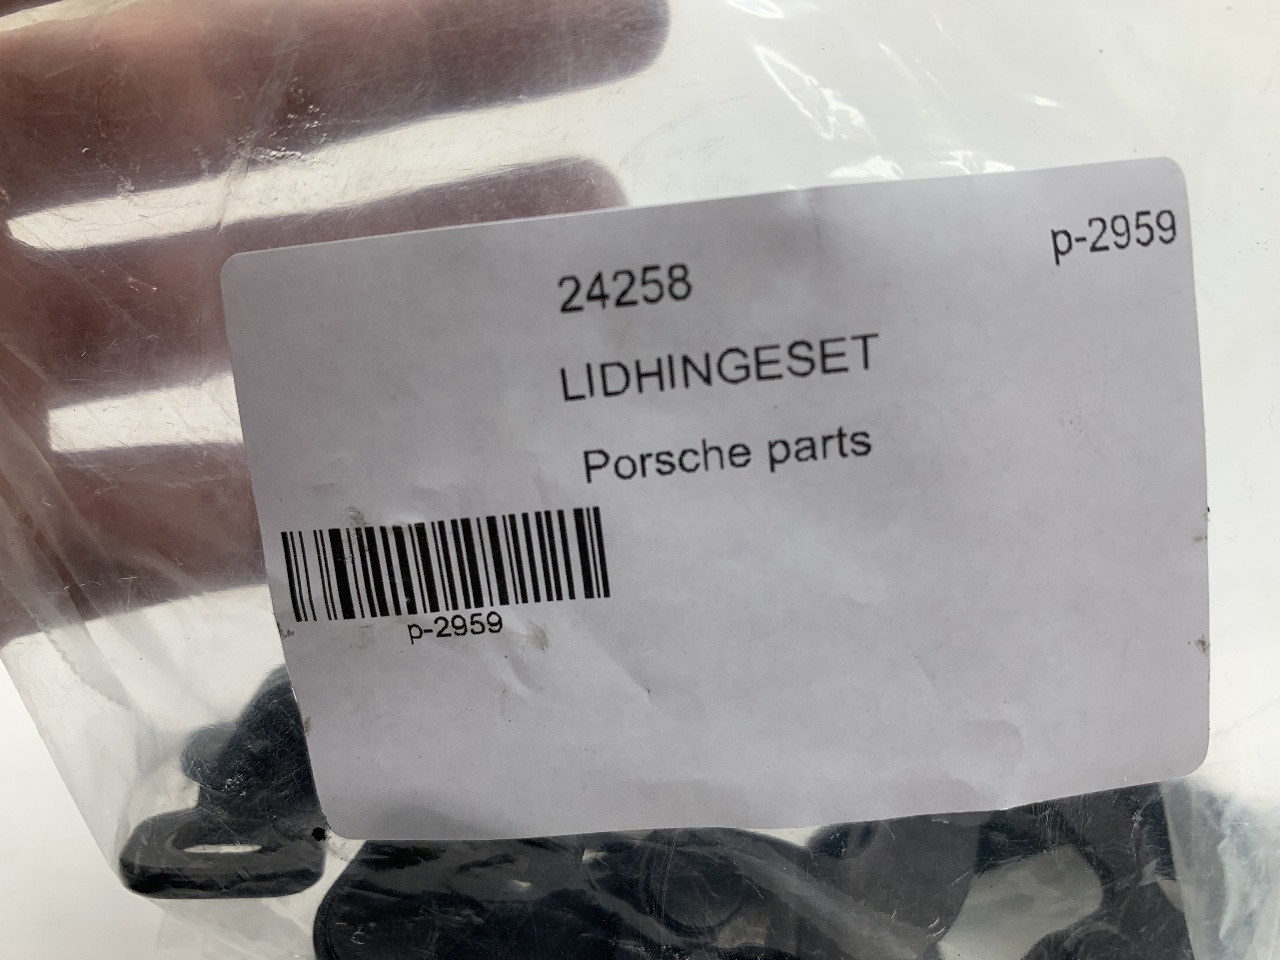 p-2959
24258
LIDHINGESET
Porsche parts
p-2959